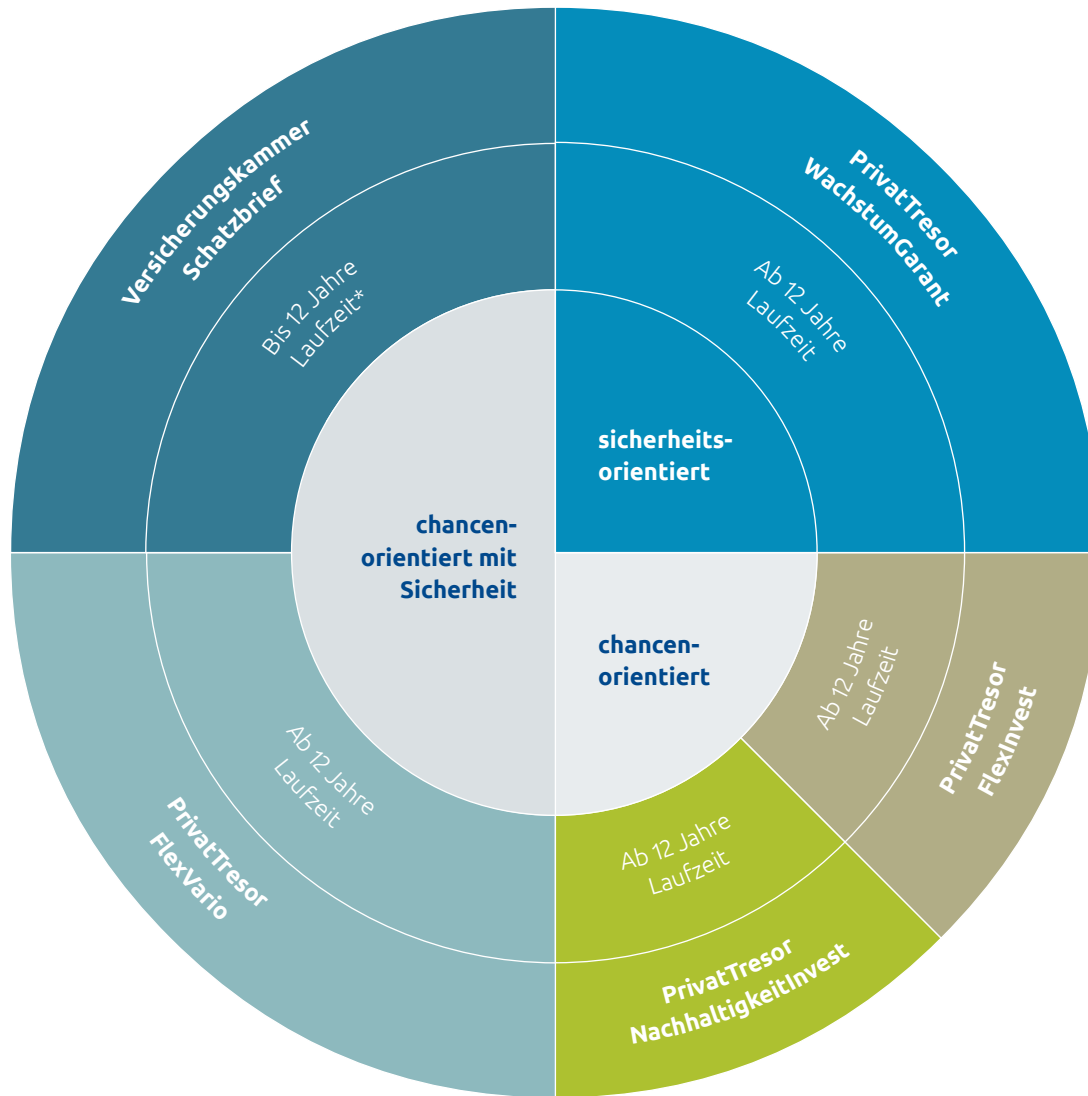 Versicherungskammer
Schatzbrief
Bis 12 Jahre
Laufzeit*
PrivatTresor
WachstumGarant
Ab 12 Jahre
Laufzeit
sicherheits-
orientiert
chancen-
orientiert mit
Sicherheit
chancen-
orientiert
Ab 12 Jahre
Laufzeit
PrivatTresor
FlexInvest
Ab 12 Jahre
Laufzeit
PrivatTresor
FlexVario
Ab 12 Jahre
Laufzeit
PrivatTresor
NachhaltigkeitInvest